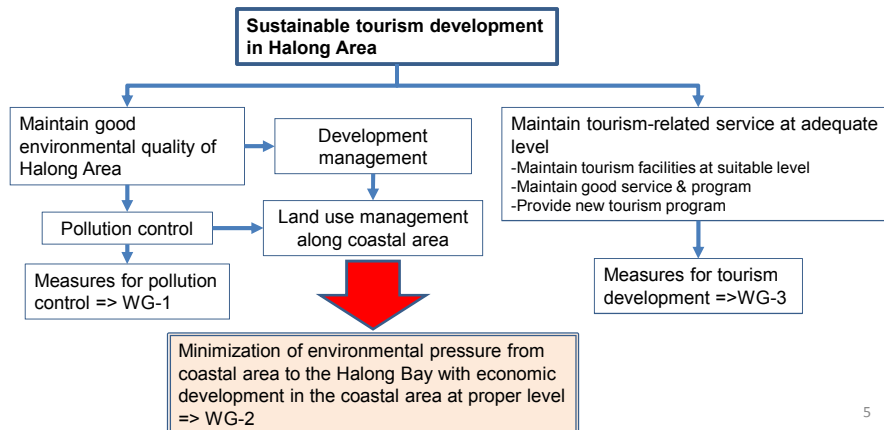 Sustainable tourism development
in Halong Area
Maintain good
environmental quality of
Halong Area
Development
management
Maintain tourism-related service at adequate
level
-Maintain tourism facilities at suitable level
-Maintain good service & program
-Provide new tourism program
Pollution control
Land use management
along coastal area
Measures for pollution
control => WG-1
Measures for tourism
development =>WG-3
Minimization of environmental pressure from
coastal area to the Halong Bay with economic
development in the coastal area at proper level
=> WG-2
5